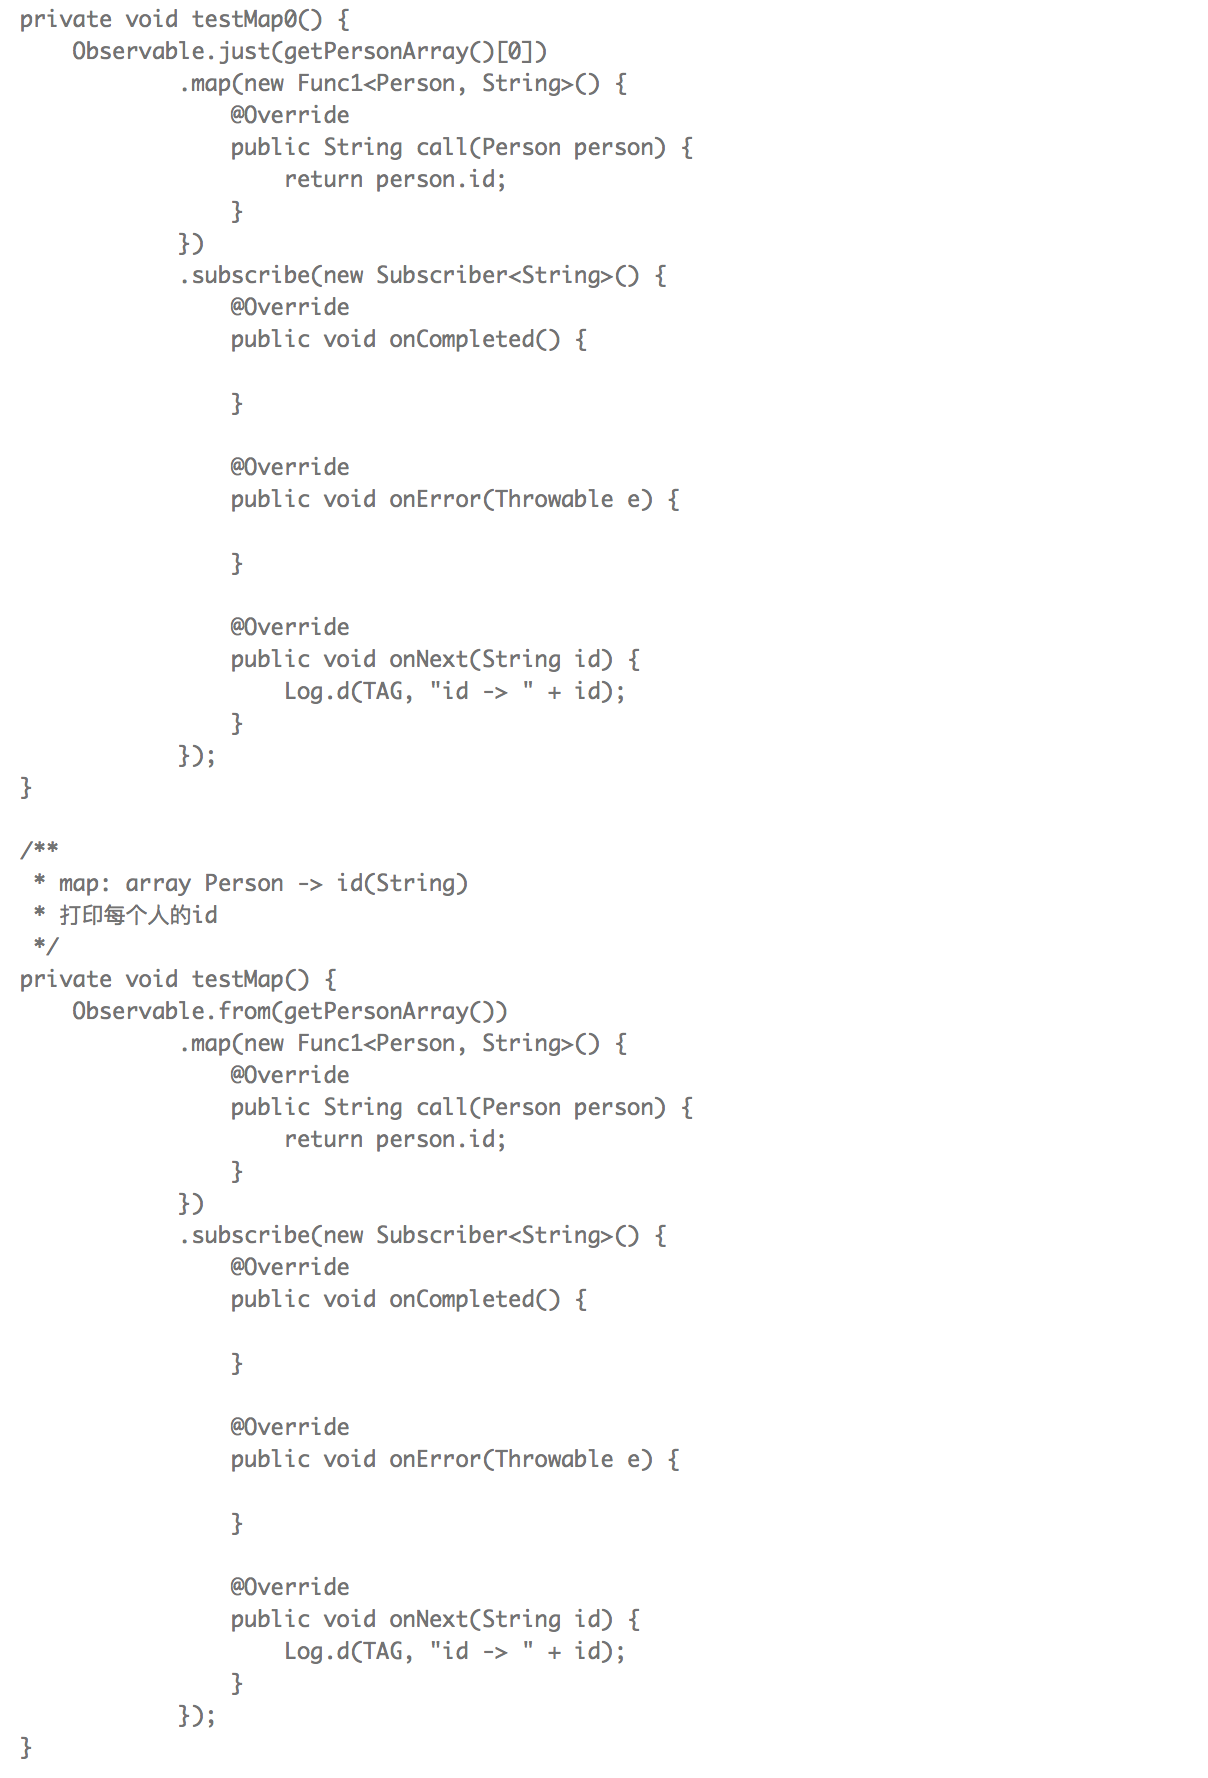 private void testMap0() {
    Observable.just(getPersonArray()[0])
            .map(new Func1<Person, String>() {
                @Override
                public String call(Person person) {
                    return person.id;
                }
            })
            .subscribe(new Subscriber<String>() {
                @Override
                public void onCompleted() {

                }

                @Override
                public void onError(Throwable e) {

                }

                @Override
                public void onNext(String id) {
                    Log.d(TAG, "id -> " + id);
                }
            });
}

/**
 * map: array Person -> id(String)
 * 打印每个人的id
 */
private void testMap() {
    Observable.from(getPersonArray())
            .map(new Func1<Person, String>() {
                @Override
                public String call(Person person) {
                    return person.id;
                }
            })
            .subscribe(new Subscriber<String>() {
                @Override
                public void onCompleted() {

                }

                @Override
                public void onError(Throwable e) {

                }

                @Override
                public void onNext(String id) {
                    Log.d(TAG, "id -> " + id);
                }
            });
}